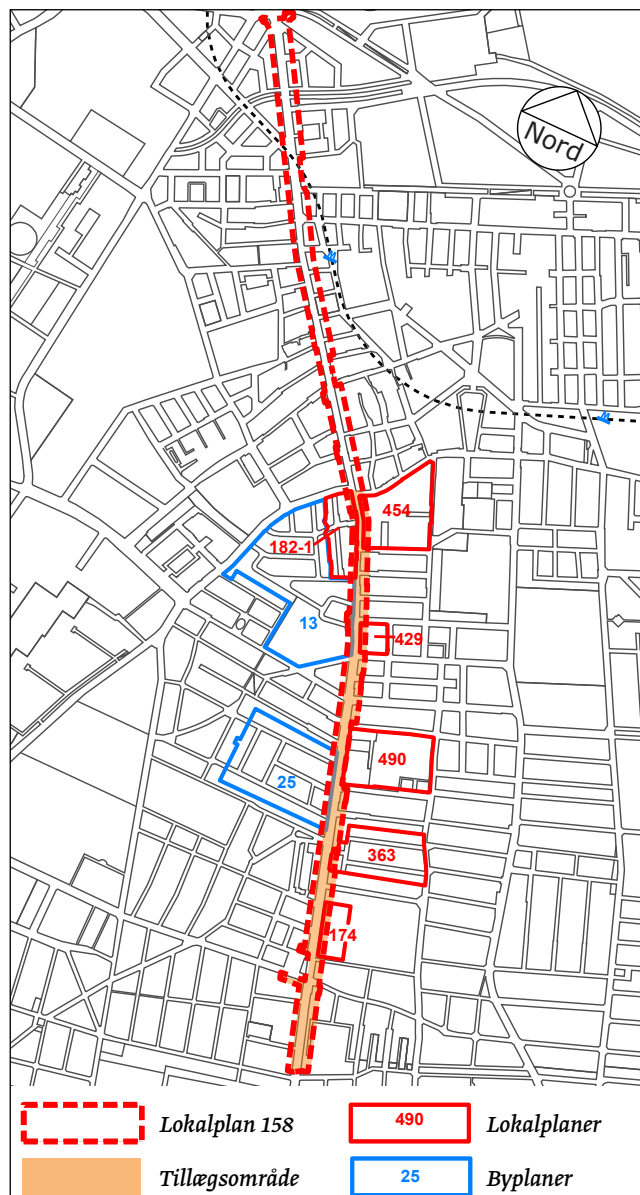 Nord
M
M
454
182-1
13
429
490
25
363
174
Lokalplan 158
490
Lokalplaner
Tillægsområde
25
Byplaner